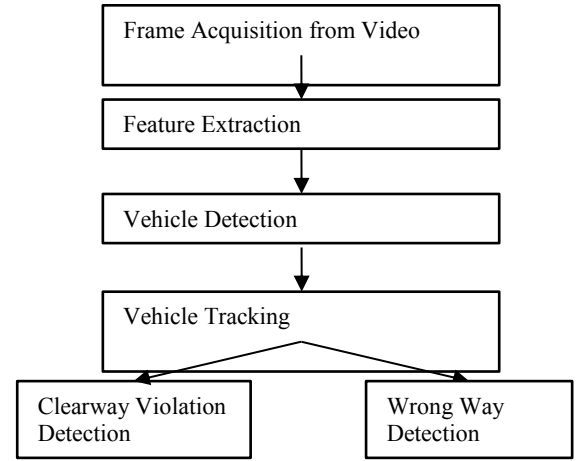 Frame Acquisition from Video
Feature Extraction
Vehicle Detection
Vehicle Tracking
Clearway Violation
Detection
Wrong Way
Detection